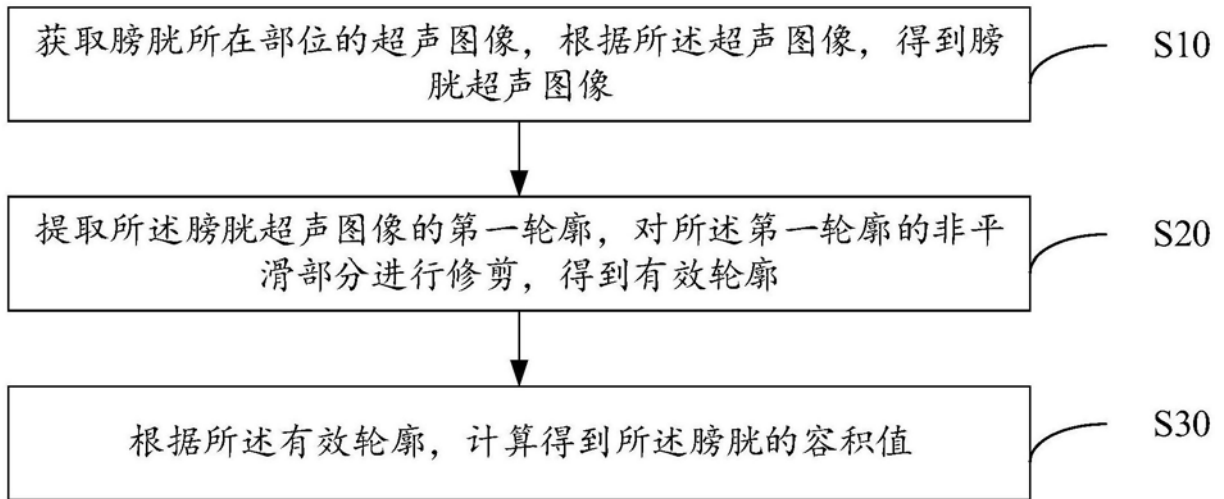 获取膀胱所在部位的超声图像，根据所述超声图像，得到膀
胱超声图像
S10
提取所述膀胱超声图像的第一轮廓，对所述第一轮廓的非平
滑部分进行修剪，得到有效轮廓
S20
根据所述有效轮廓，计算得到所述膀胱的容积值
S30